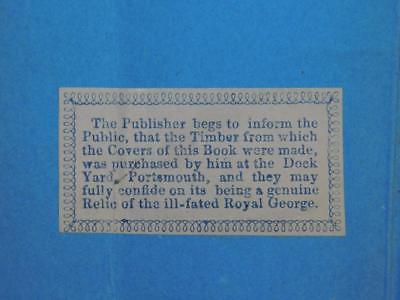 The Publisher begs to inform the
Public, that the Timber from which
the Covers of this Book were made,
was purchased by him at the Dock
Yard, Portsmouth, and they may
fully confide on its being a genuine
Relic of the ill-fated Royal George.